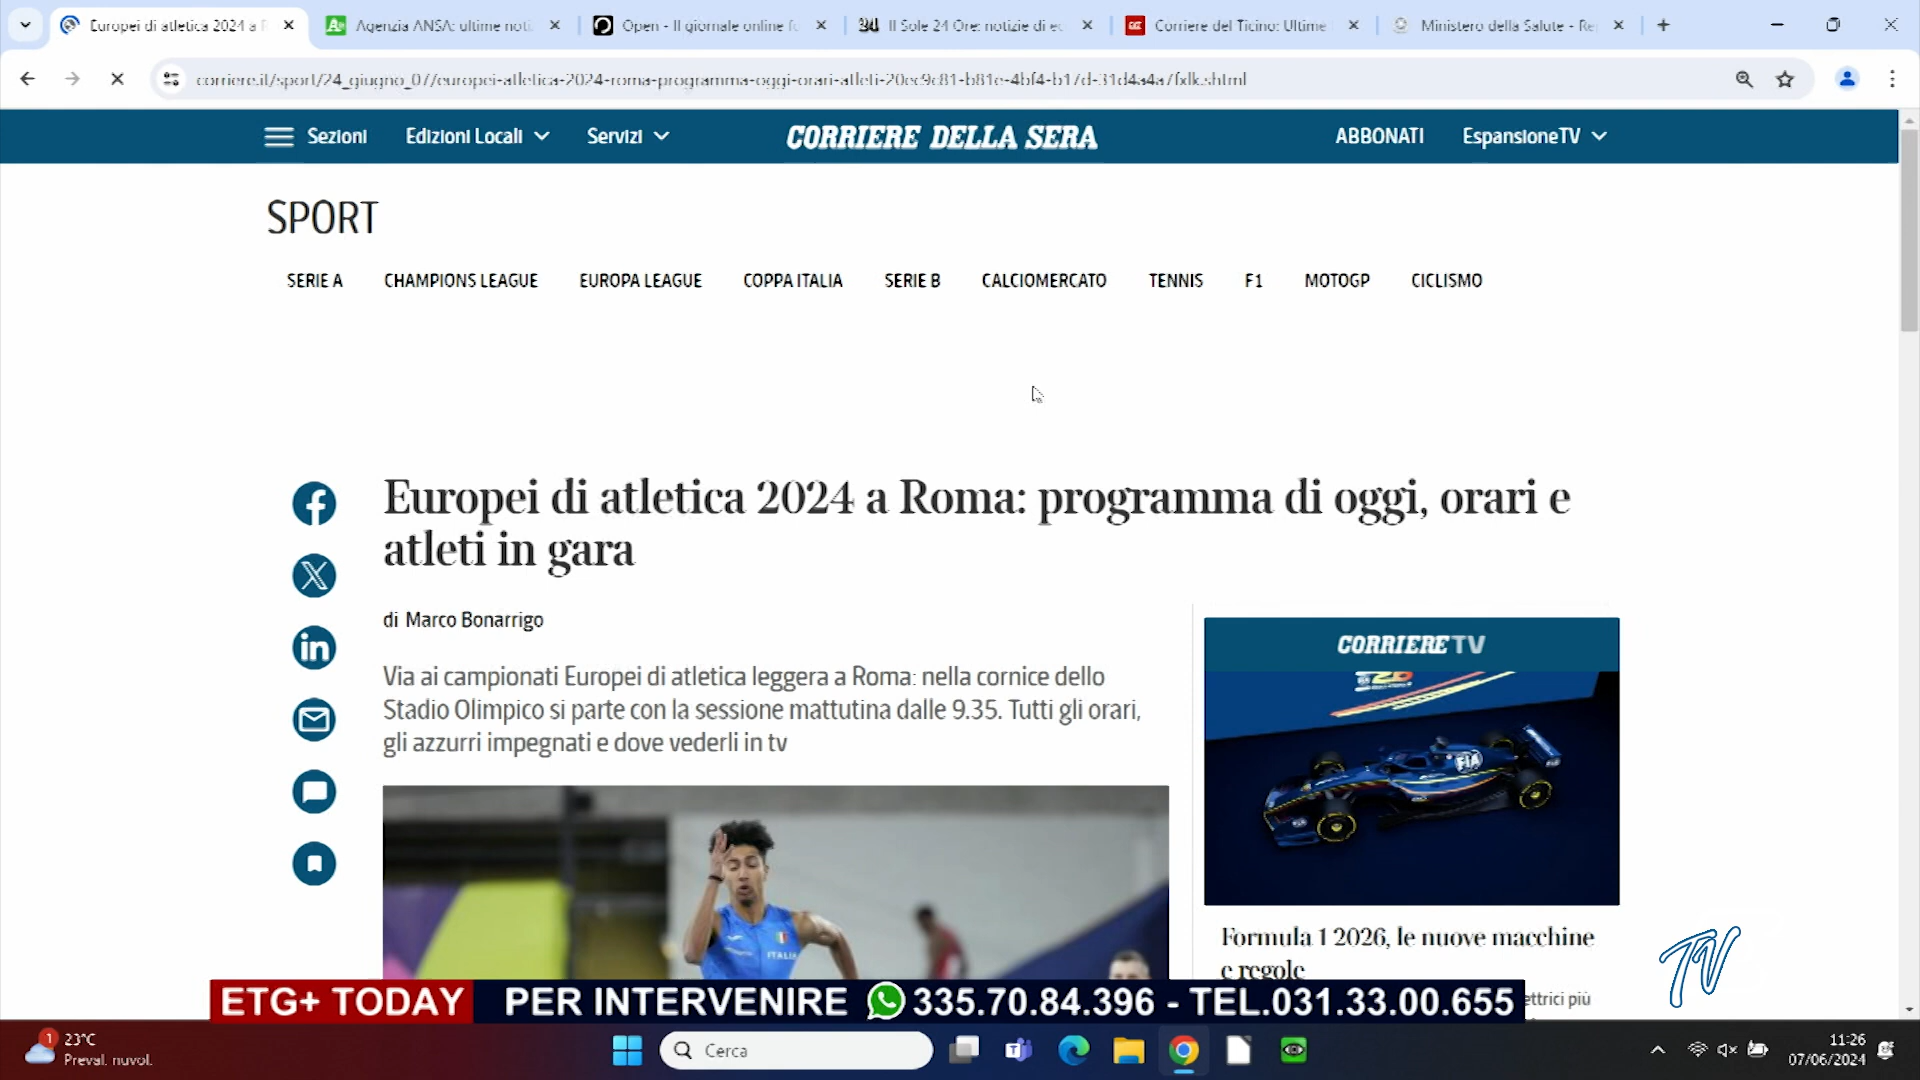 Europei di atletica 2024 a R
Agenzia ANSA: ultime noti
Open - Il giornale online f
24 Il Sole 24 Ore: notizie di ec
Corriere del Ticino: Ultime
Ministero della Salute - Re
corriere.it/sport/24_giugno_07/europei-atletica-2024-roma-programma-oggi-orari-atleti-20ec9c81-b81e-4bf4-b17d-31d4a4a7fxlk.shtml
Sezioni Edizioni Locali Servizi CORRIERE DELLA SERA ABBONATI EspansioneTV
SPORT
SERIE A CHAMPIONS LEAGUE EUROPA LEAGUE COPPA ITALIA SERIE B CALCIOMERCATO TENNIS F1 MOTOGP CICLISMO
Europei di atletica 2024 a Roma: programma di oggi, orari e
atleti in gara
di Marco Bonarrigo
Via ai campionati Europei di atletica leggera a Roma: nella cornice dello
Stadio Olimpico si parte con la sessione mattutina dalle 9.35. Tutti gli orari,
gli azzurri impegnati e dove vederli in tv
ITALIA
CORRIERE TV
FIA
Formula 1 2026, le nuove macchine
e regole
ettrici più
TV
ETG+ TODAY PER INTERVENIRE 335.70.84.396 - TEL.031.33.00.655
1
23°C
Preval. nuvol.
Cerca
11:26
07/06/2024